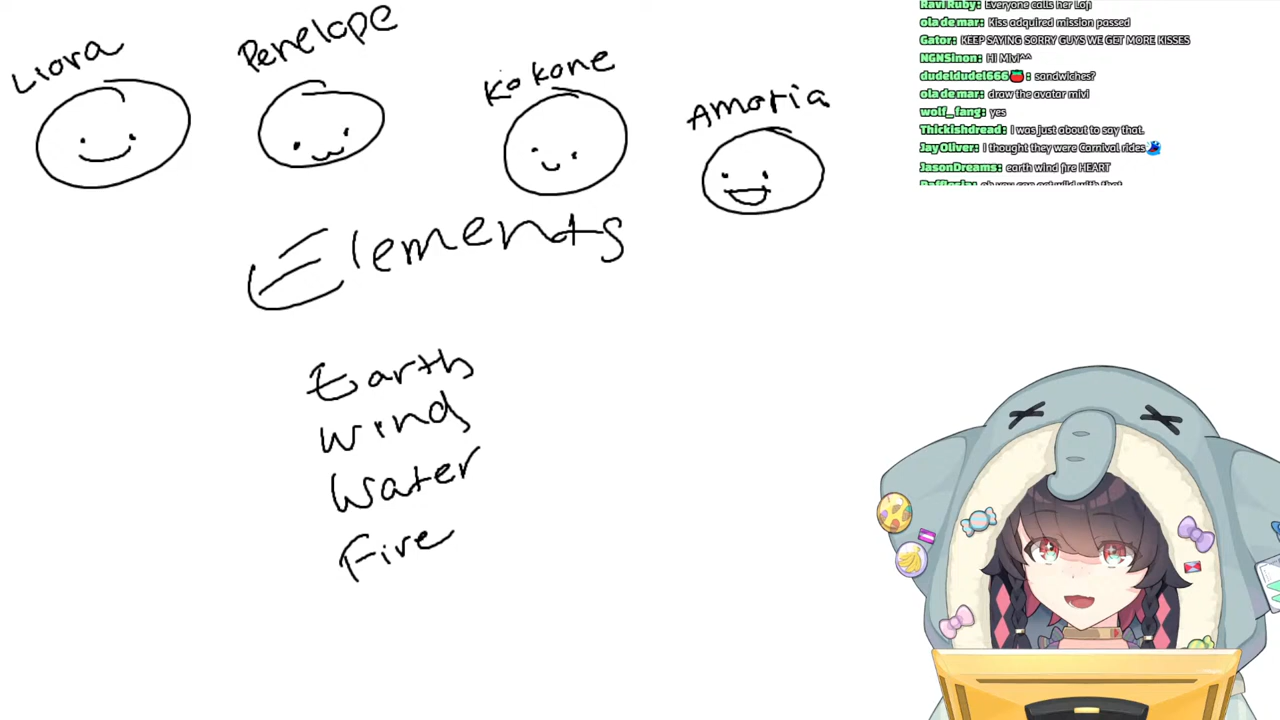 Liora
Penelope
Kokone
Amoria
Elements
Earth
Wind
Water
Fire
RaviRuby: Everyone calls her Lofi
ola de mar: Kiss adquired mission passed
Gator: KEEP SAYING SORRY GUYS WE GET MORE KISSES
NGNSinon: Hi Mivi^^
dudeldudel666: sandwiches?
ola de mar: draw the avatar mivi
wolf_fang: yes
Thickishdread: I was just about to say that.
JayOliver: I thought they were Carnival rides
JasonDreams: earth wind fire HEART